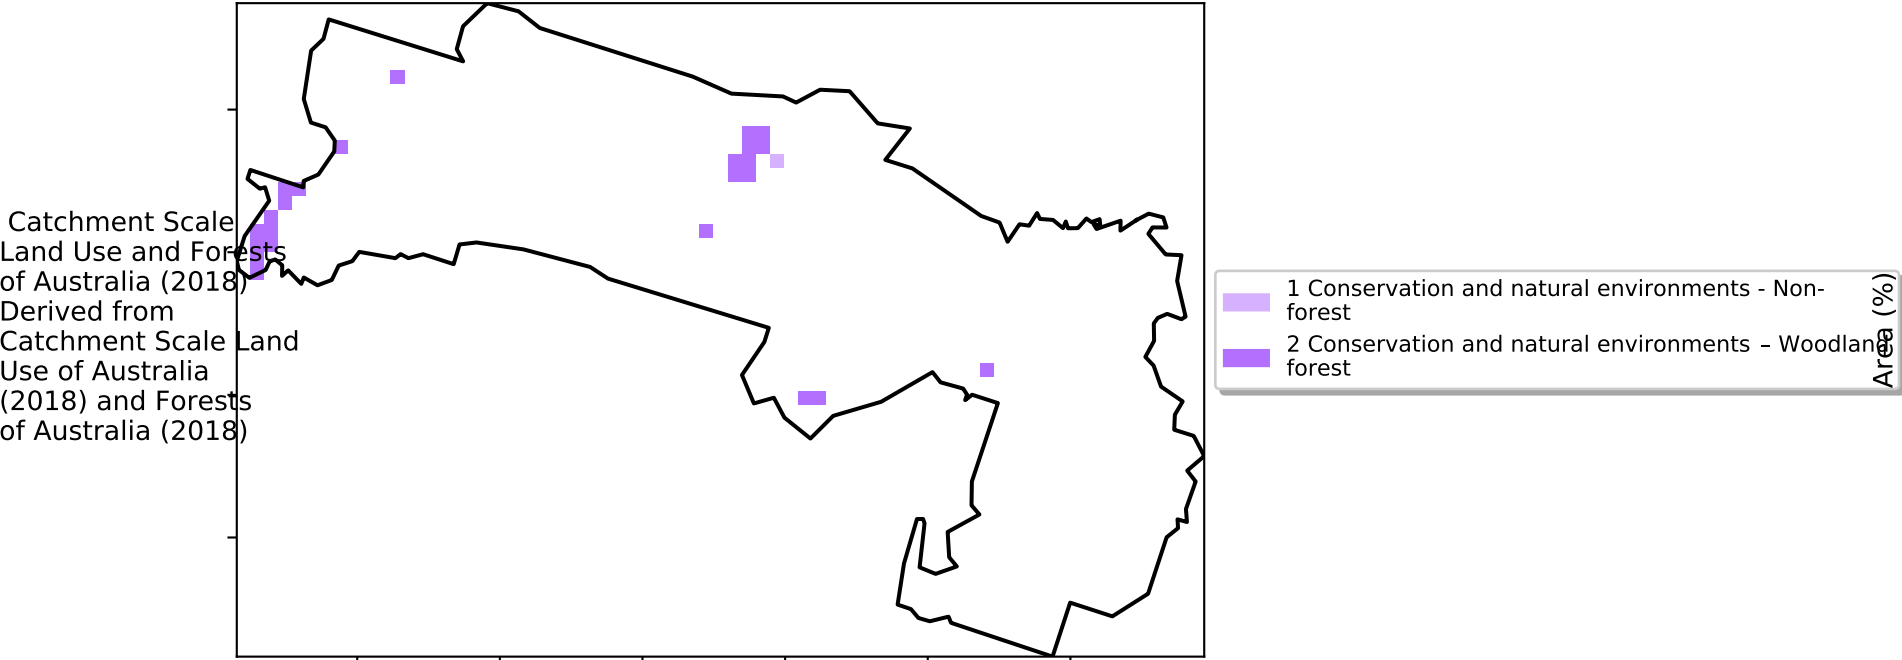 Catchment Scale
Land Use and Forests
of Australia (2018)
Derived from
Catchment Scale Land
Use of Australia
(2018) and Forests
of Australia (2018)
1 Conservation and natural environments - Non-
forest
2 Conservation and natural environments – Woodland
forest
Area (%)